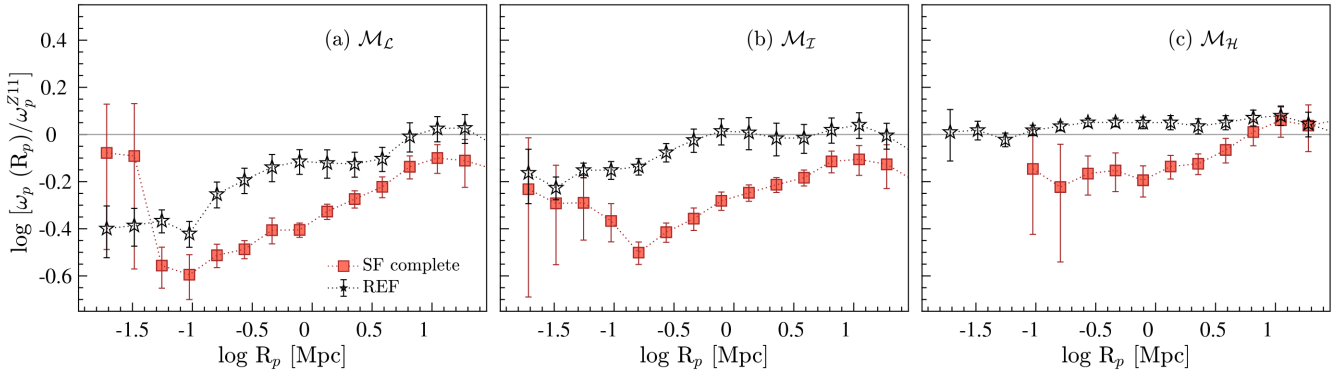 (a) ℳ_ℒ
(b) ℳ_ℐ
(c) ℳ_ℋ
log [ω_p (R_p)/ω_p^{Z11}]
0.4
0.2
0
-0.2
-0.4
-0.6
SF complete
REF
-1.5 -1 -0.5 0 0.5 1
-1.5 -1 -0.5 0 0.5 1
-1.5 -1 -0.5 0 0.5 1
log R_p [Mpc]
log R_p [Mpc]
log R_p [Mpc]